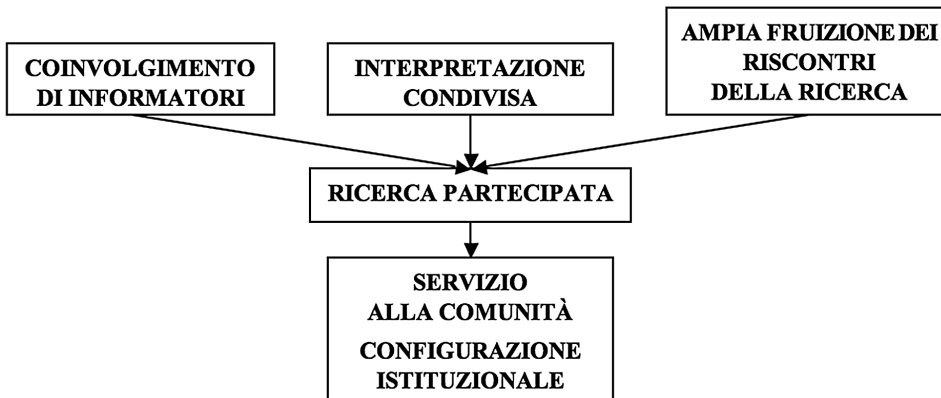 COINVOLGIMENTO
DI INFORMATORI
INTERPRETAZIONE
CONDIVISA
AMPIA FRUIZIONE DEI
RISCONTRI
DELLA RICERCA
RICERCA PARTECIPATA
SERVIZIO
ALLA COMUNITÀ
CONFIGURAZIONE
ISTITUZIONALE